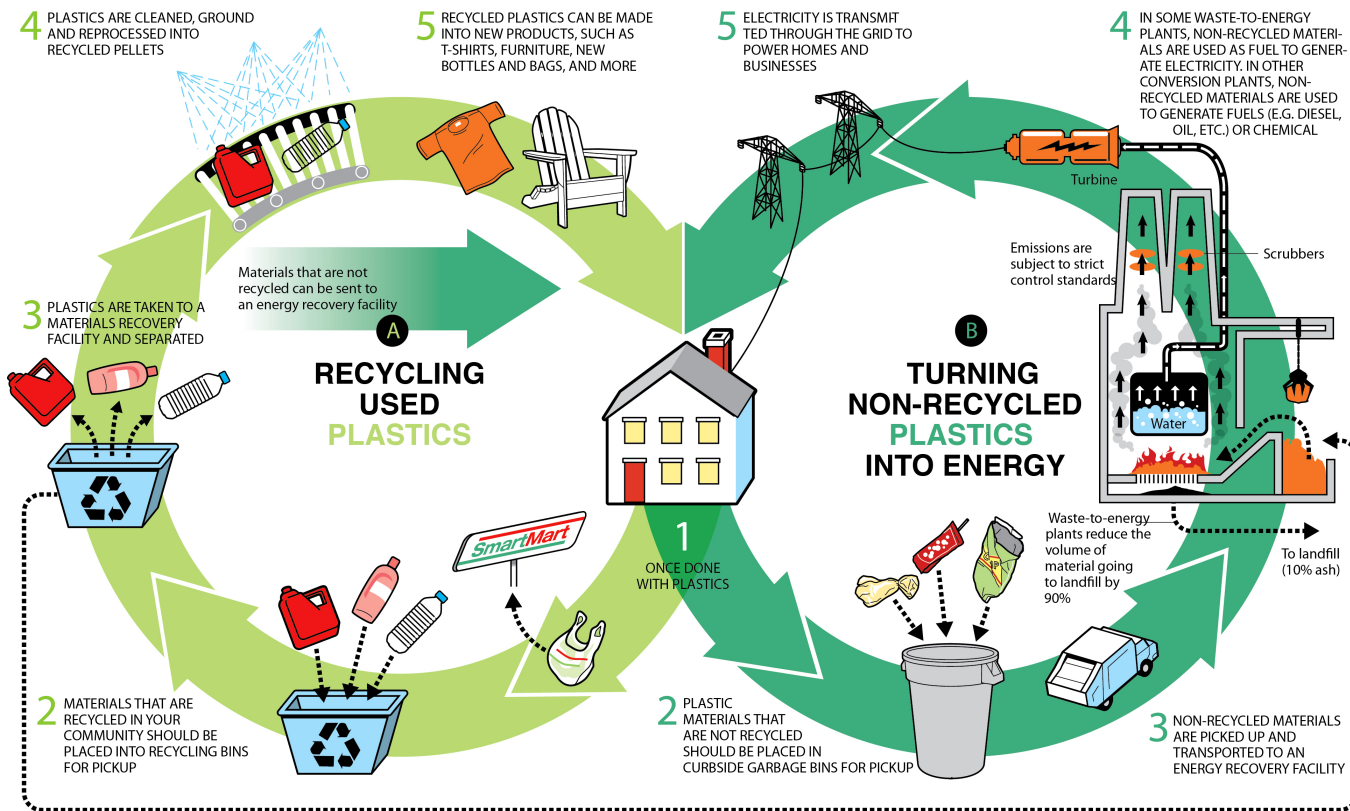 4 PLASTICS ARE CLEANED, GROUND
AND REPROCESSED INTO
RECYCLED PELLETS
5 RECYCLED PLASTICS CAN BE MADE
INTO NEW PRODUCTS, SUCH AS
T-SHIRTS, FURNITURE, NEW
BOTTLES AND BAGS, AND MORE
5 ELECTRICITY IS TRANSMIT-
TED THROUGH THE GRID TO
POWER HOMES AND
BUSINESSES
4 IN SOME WASTE-TO-ENERGY
PLANTS, NON-RECYCLED MATERI-
ALS ARE USED AS FUEL TO GENER-
ATE ELECTRICITY. IN OTHER
CONVERSION PLANTS, NON-
RECYCLED MATERIALS ARE USED
TO GENERATE FUELS (E.G. DIESEL,
OIL, ETC.) OR CHEMICAL
Turbine
Emissions are
subject to strict
control standards
Scrubbers
Materials that are not
recycled can be sent to
an energy recovery facility
3 PLASTICS ARE TAKEN TO A
MATERIALS RECOVERY
FACILITY AND SEPARATED
A
RECYCLING
USED
PLASTICS
B
TURNING
NON-RECYCLED
PLASTICS
INTO ENERGY
Water
SmartMart
1
ONCE DONE
WITH PLASTICS
Waste-to-energy
plants reduce the
volume of
material going
to landfill by
90%
To landfill
(10% ash)
2 MATERIALS THAT ARE
RECYCLED IN YOUR
COMMUNITY SHOULD BE
PLACED INTO RECYCLING BINS
FOR PICKUP
2 PLASTIC
MATERIALS THAT
ARE NOT RECYCLED
SHOULD BE PLACED IN
CURBSIDE GARBAGE BINS FOR PICKUP
3 NON-RECYCLED MATERIALS
ARE PICKED UP AND
TRANSPORTED TO AN
ENERGY RECOVERY FACILITY